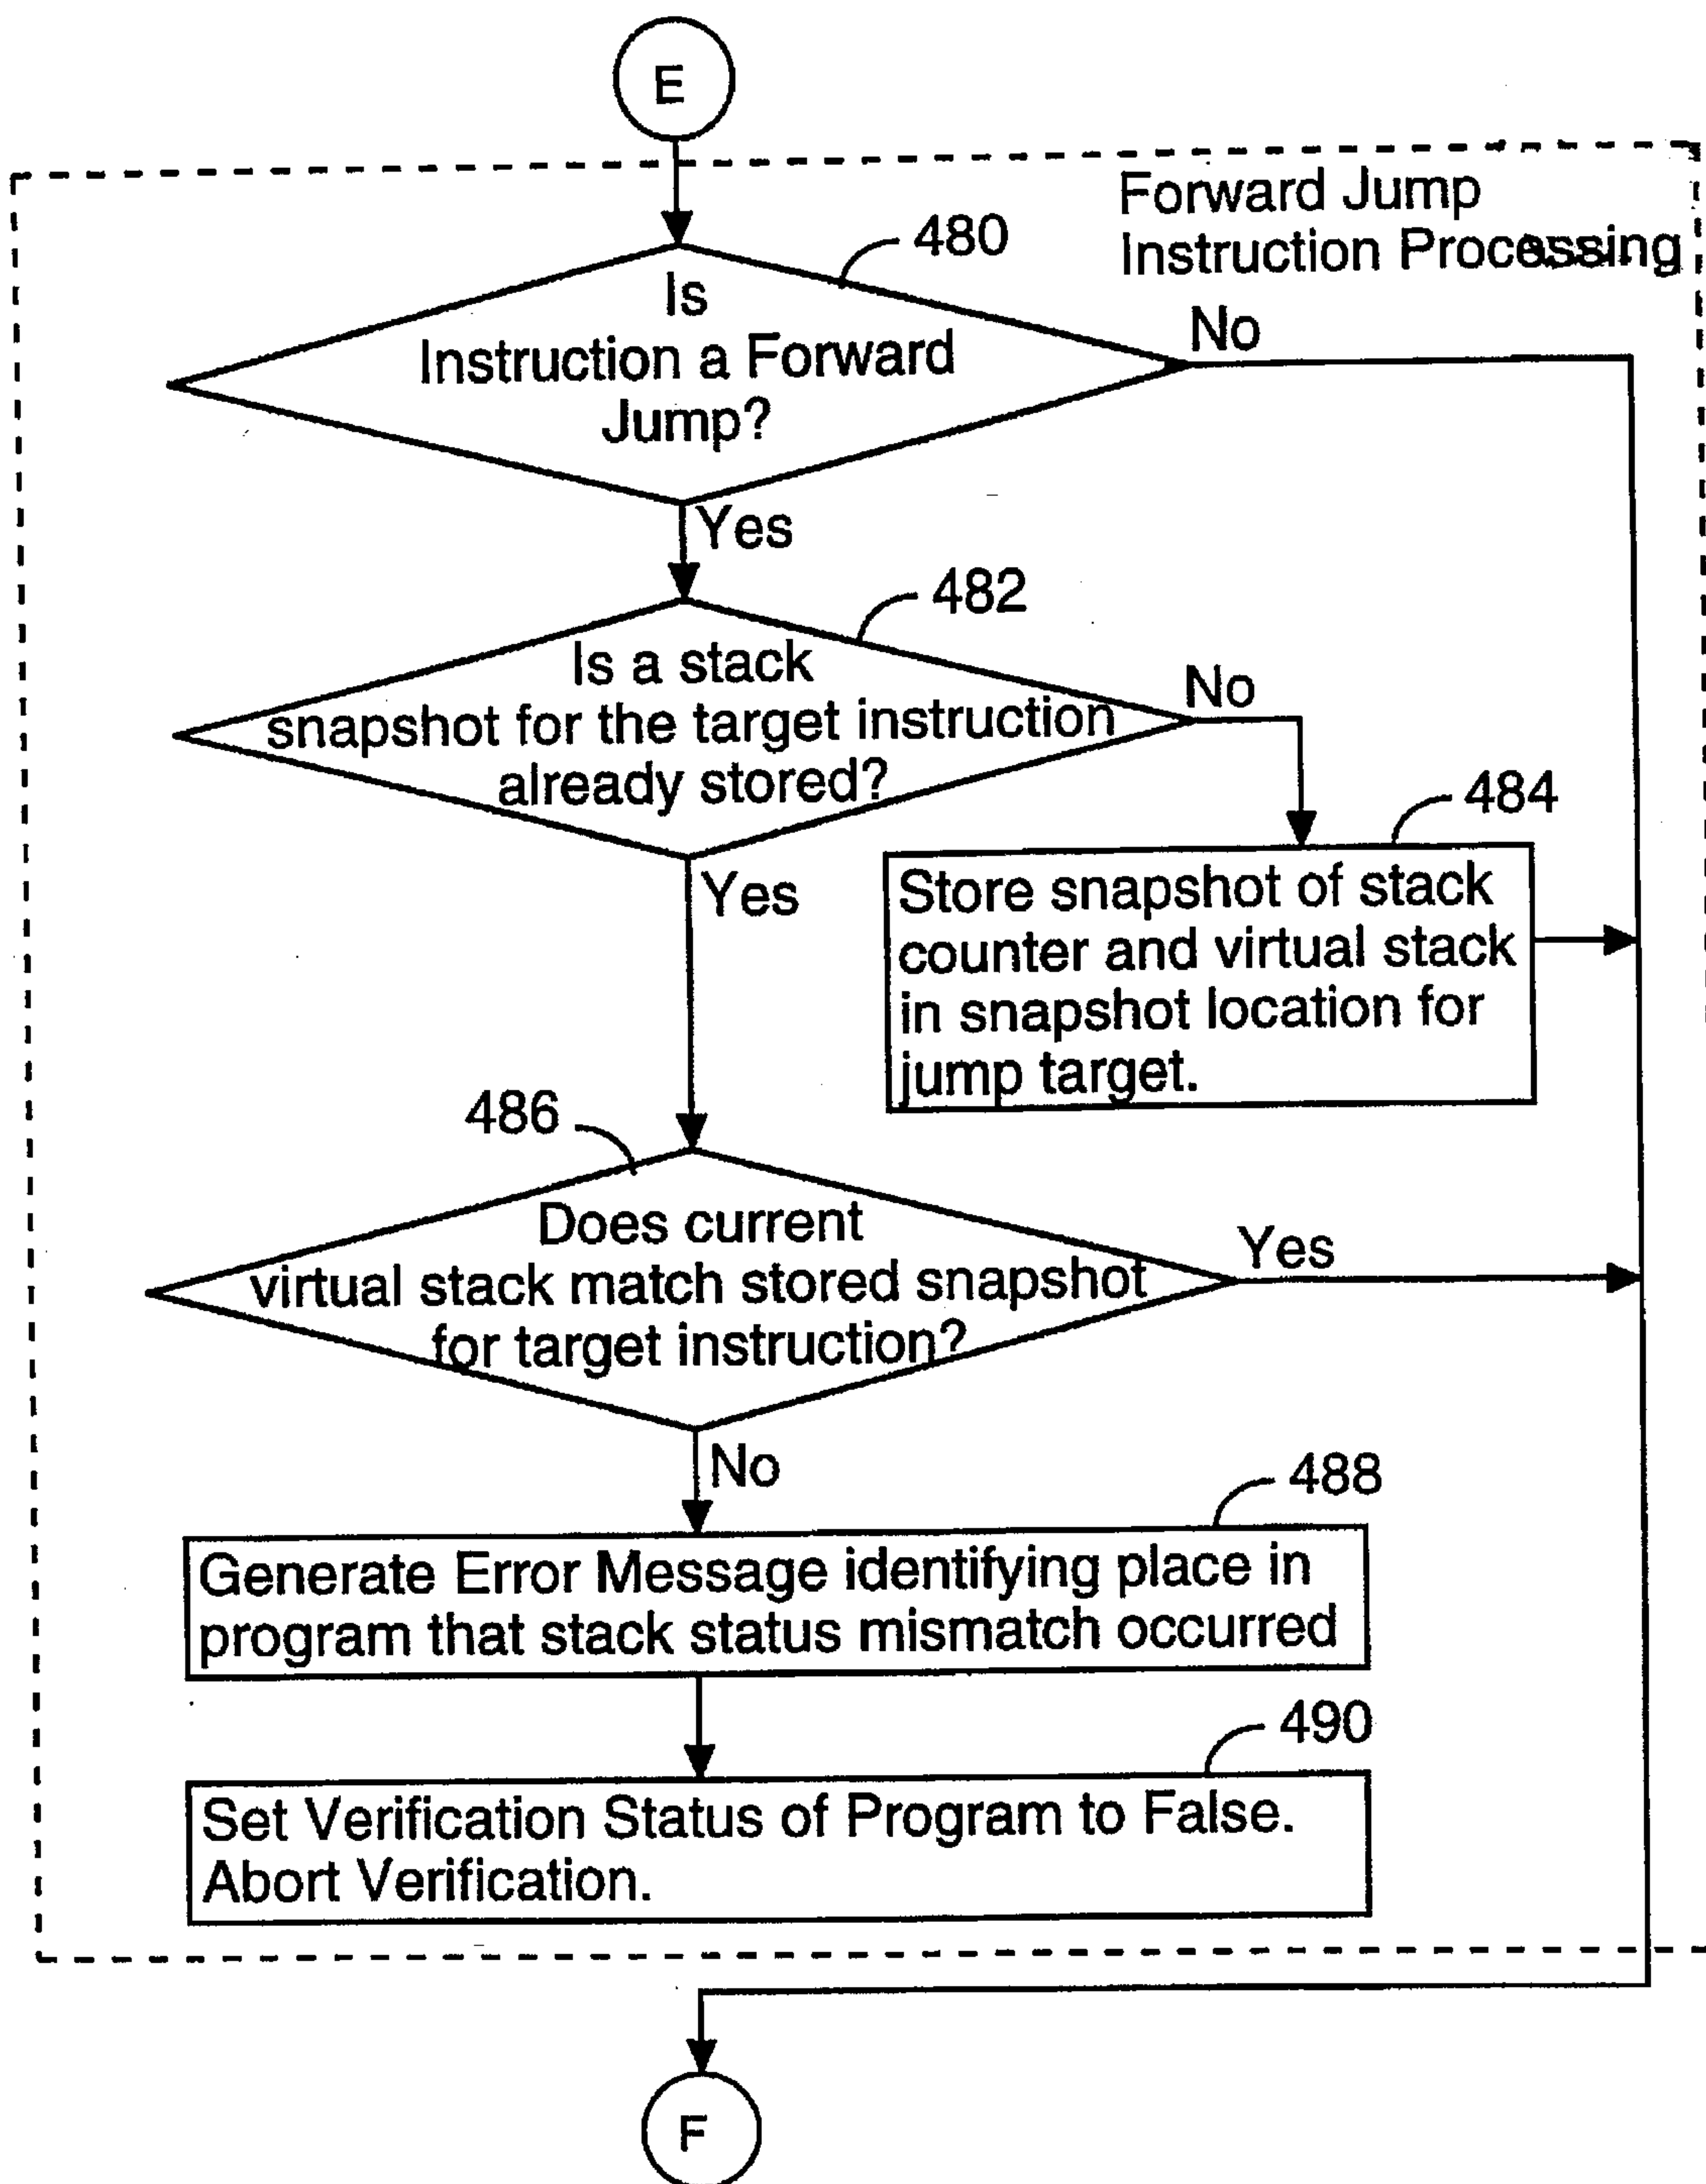 E
Forward Jump
Instruction Processing
480
Is
Instruction a Forward
Jump?
No
Yes
482
Is a stack
snapshot for the target instruction
already stored?
No
484
Yes
Store snapshot of stack
counter and virtual stack
in snapshot location for
jump target.
486
Does current
virtual stack match stored snapshot
for target instruction?
Yes
No
488
Generate Error Message identifying place in
program that stack status mismatch occurred
490
Set Verification Status of Program to False.
Abort Verification.
F